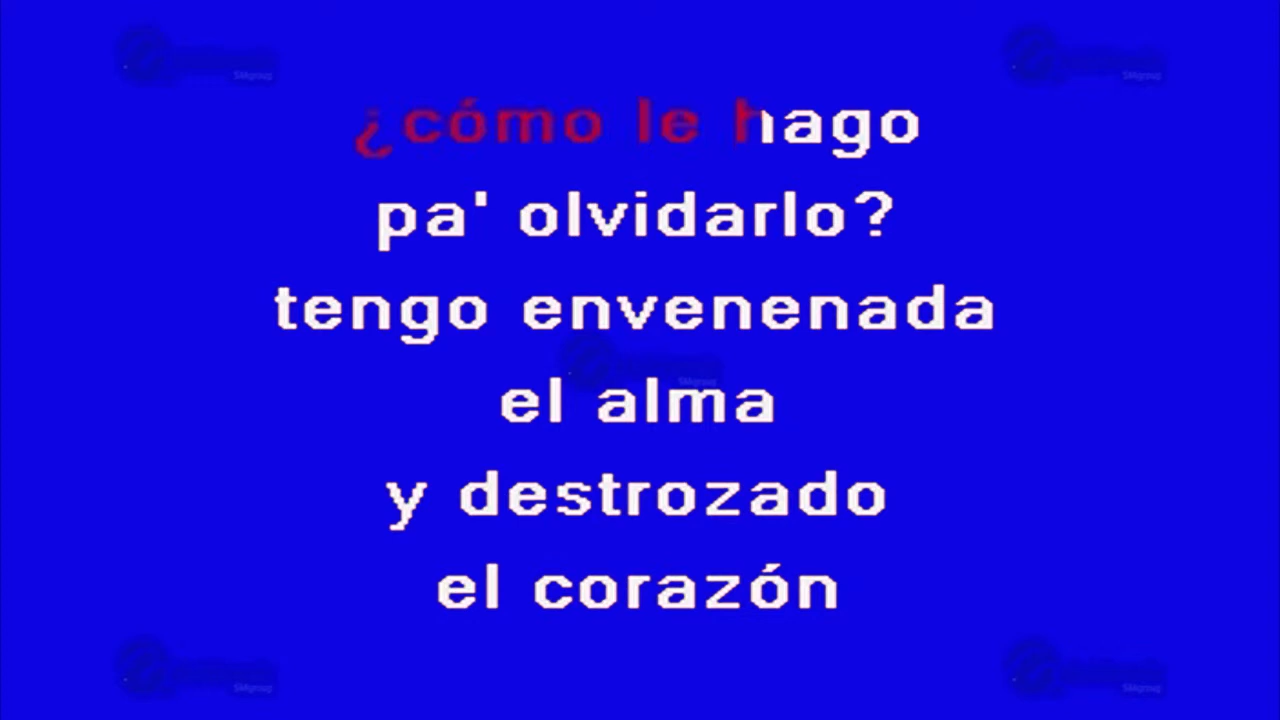 ¿cómo le hago
pa' olvidarlo?
tengo envenenada
el alma
y destrozado
el corazón